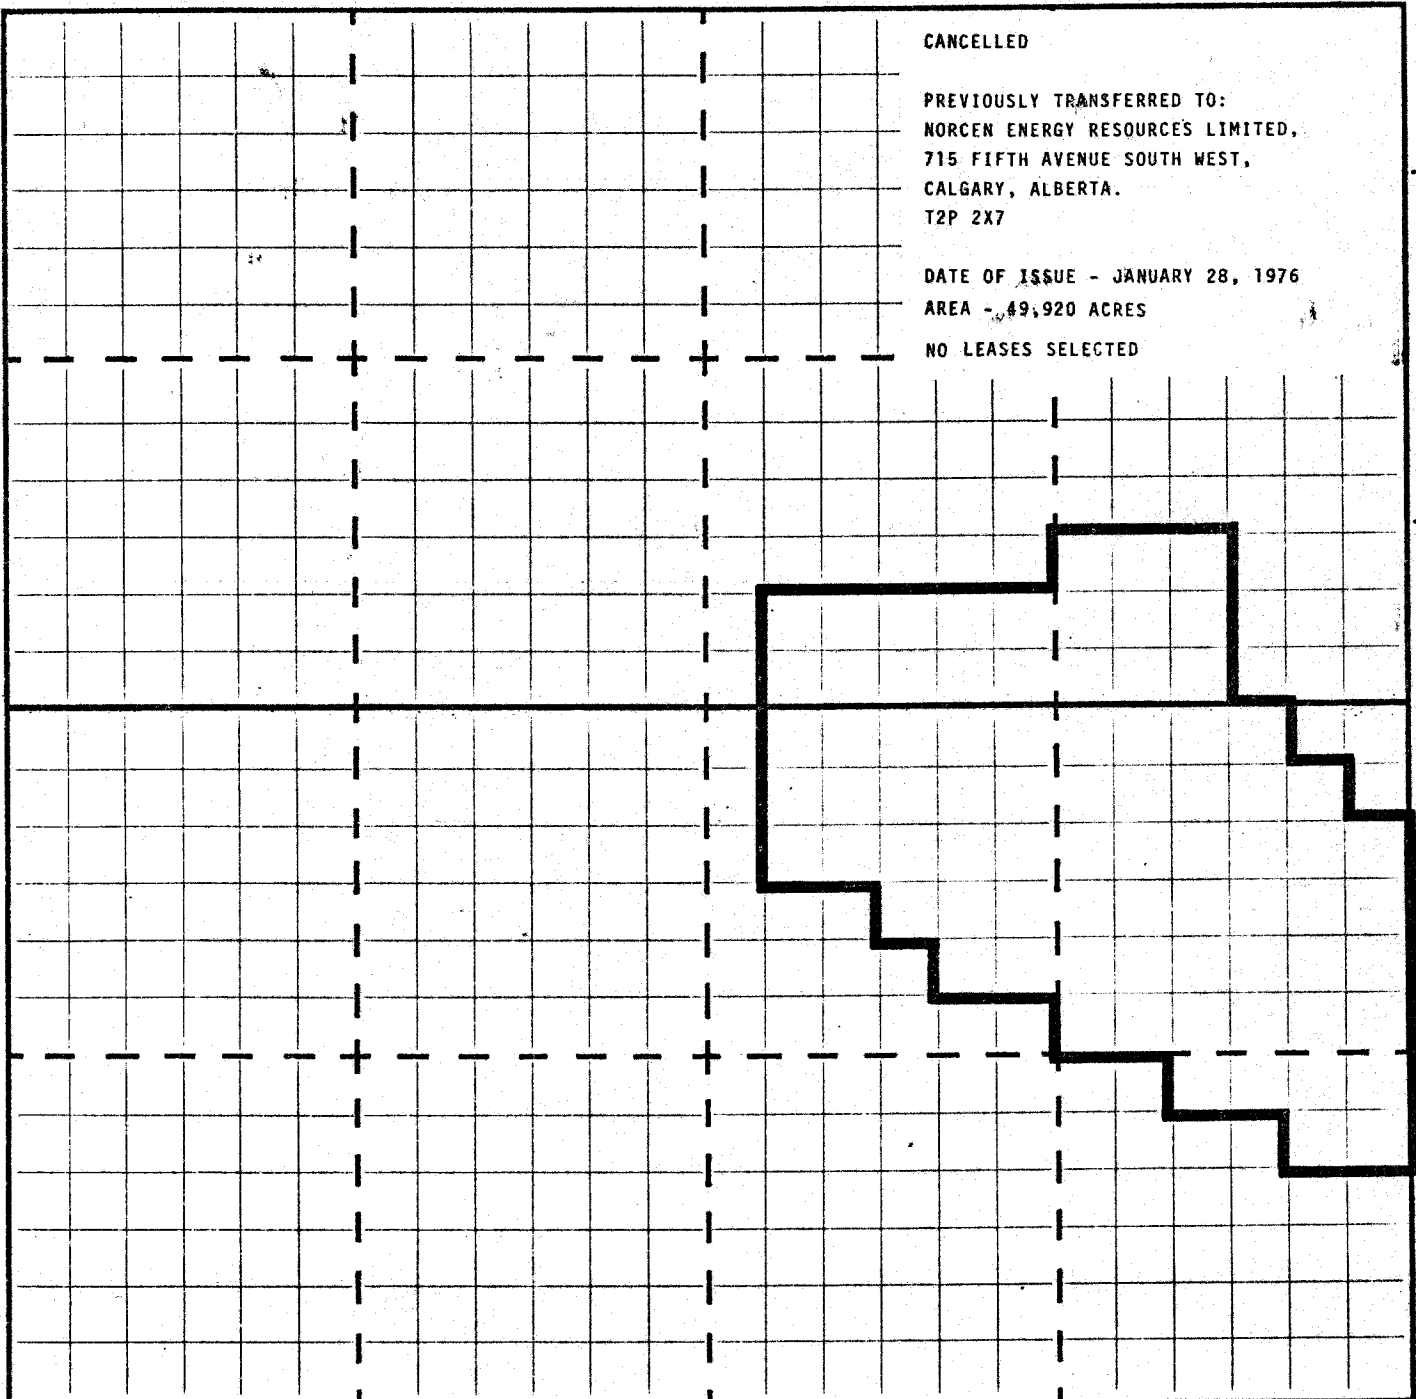 CANCELLED
PREVIOUSLY TRANSFERRED TO:
NORCEN ENERGY RESOURCES LIMITED,
715 FIFTH AVENUE SOUTH WEST,
CALGARY, ALBERTA.
T2P 2X7
DATE OF ISSUE - JANUARY 28, 1976
AREA - 49,920 ACRES
NO LEASES SELECTED